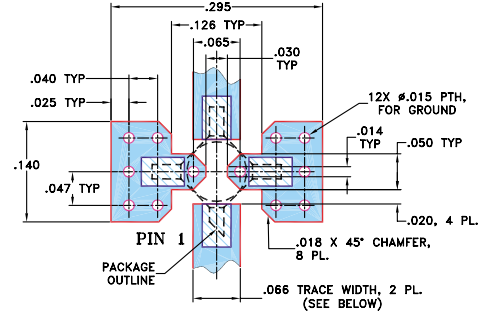 .295
.126 TYP
.065
.030
TYP
.040 TYP
.025 TYP
12X ø.015 PTH,
FOR GROUND
.014
TYP
.050 TYP
.140
.047 TYP
.020, 4 PL.
PIN 1
.018 X 45° CHAMFER,
8 PL.
PACKAGE
OUTLINE
.066 TRACE WIDTH, 2 PL.
(SEE BELOW)